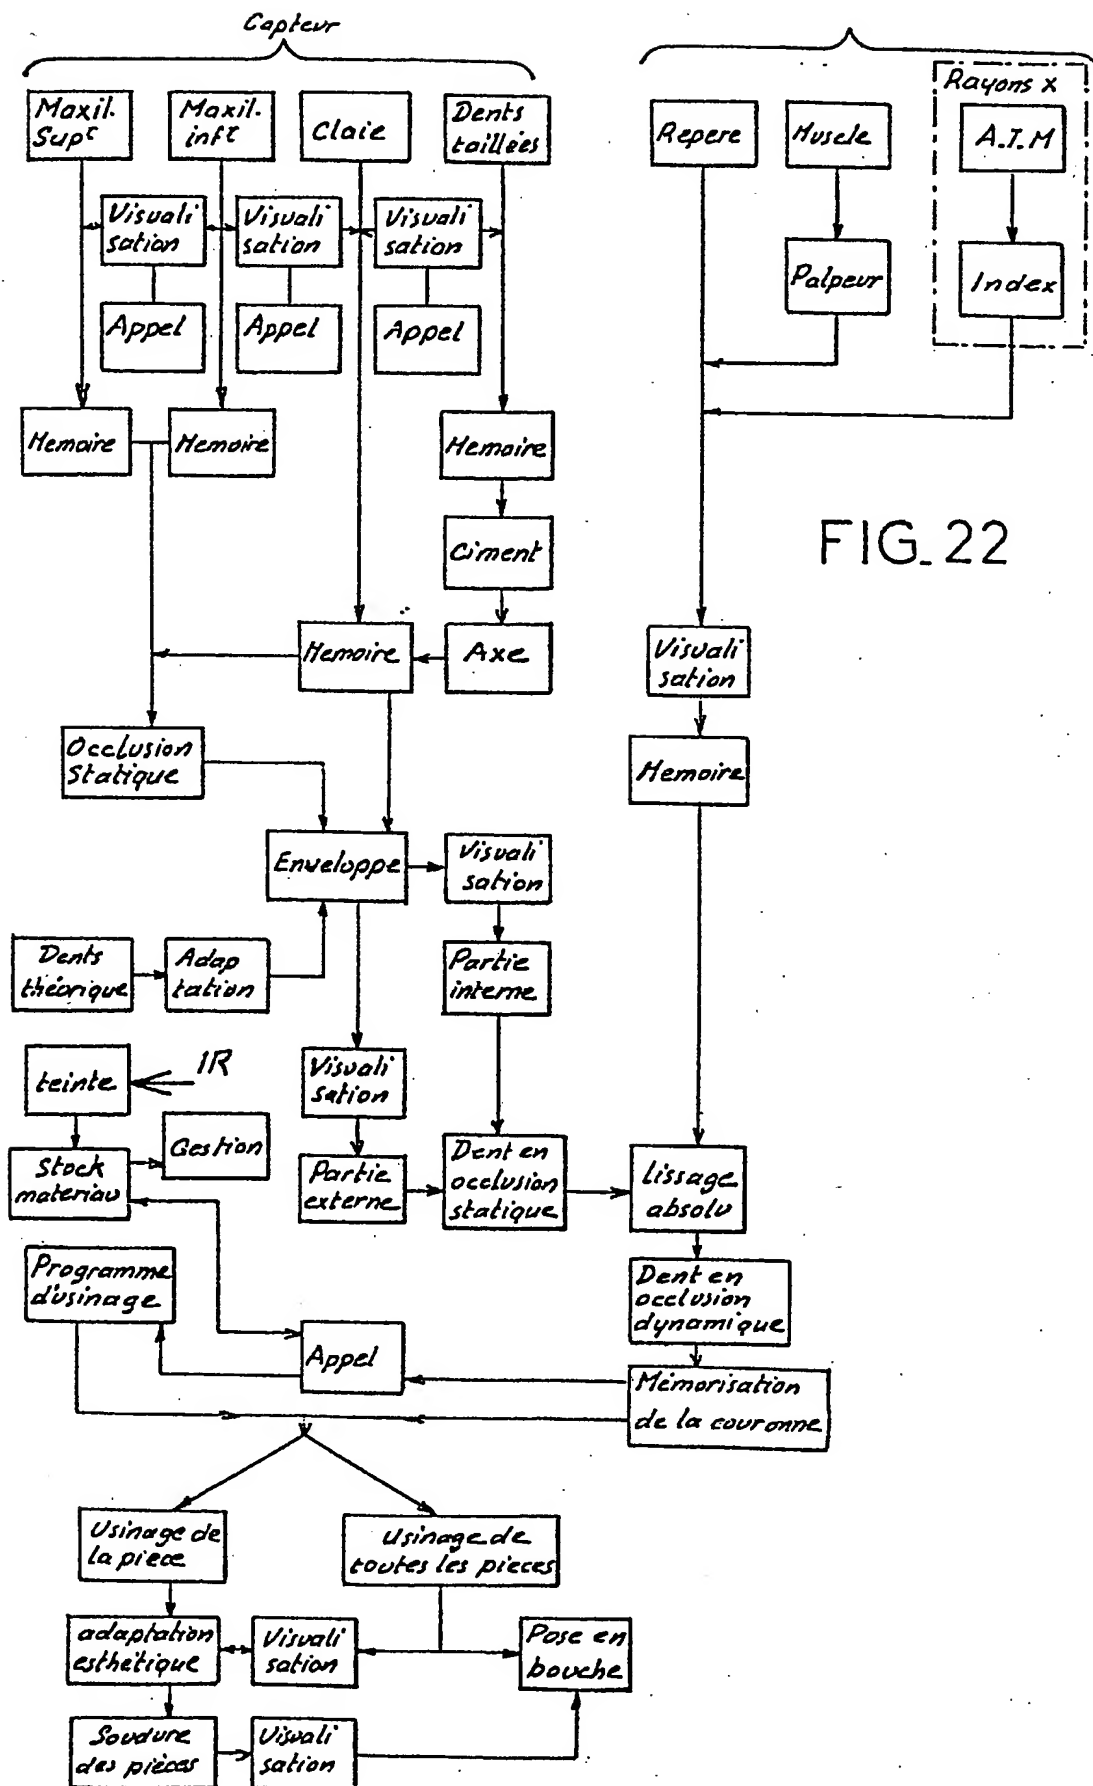 Capteur
Maxil.
Supr
Maxil.
infr
Claie
Dents
taillées
Visuali
sation
Visuali
sation
Visuali
sation
Appel
Appel
Appel
Memoire
Memoire
Memoire
Ciment
Memoire
Axe
Occlusion
Statique
Rayons x
Repere
Muscle
A.T.M
Palpeur
Index
FIG_22
Visuali
sation
Memoire
Enveloppe
Visuali
sation
Dents
théorique
Adap
tation
Partie
interne
teinte
IR
Visuali
sation
Gestion
Stock
materiau
Partie
externe
Dent en
occlusion
statique
lissage
absolu
Programme
d'usinage
Appel
Dent en
occlusion
dynamique
Mémorisation
de la couronne
Usinage de
la piece
usinage de
toutes les pieces
adaptation
esthétique
Visuali
sation
Pose en
bouche
Soudure
des pièces
Visuali
sation